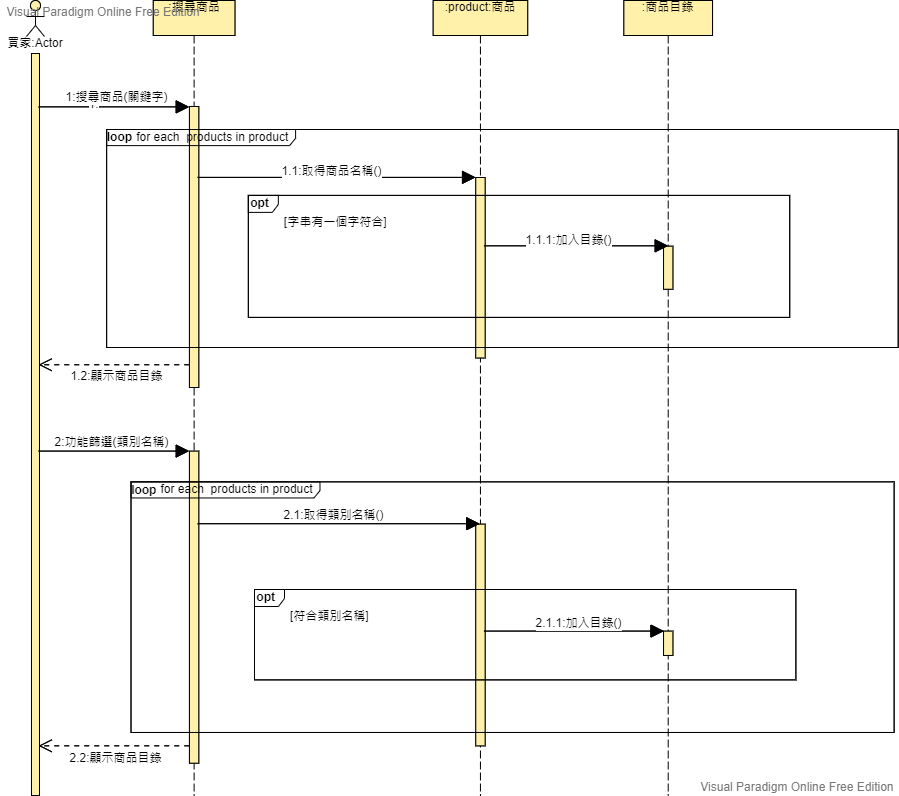 Visual Paradigm Online Free Edition
:搜尋商品
:product:商品
:商品目錄
買家:Actor
1:搜尋商品(關鍵字)
loop for each products in product
1.1:取得商品名稱()
opt
[字串有一個字符合]
1.1.1:加入目錄()
1.2:顯示商品目錄
2:功能篩選(類別名稱)
loop for each products in product
2.1:取得類別名稱()
opt
[符合類別名稱]
2.1.1:加入目錄()
2.2:顯示商品目錄
Visual Paradigm Online Free Edition